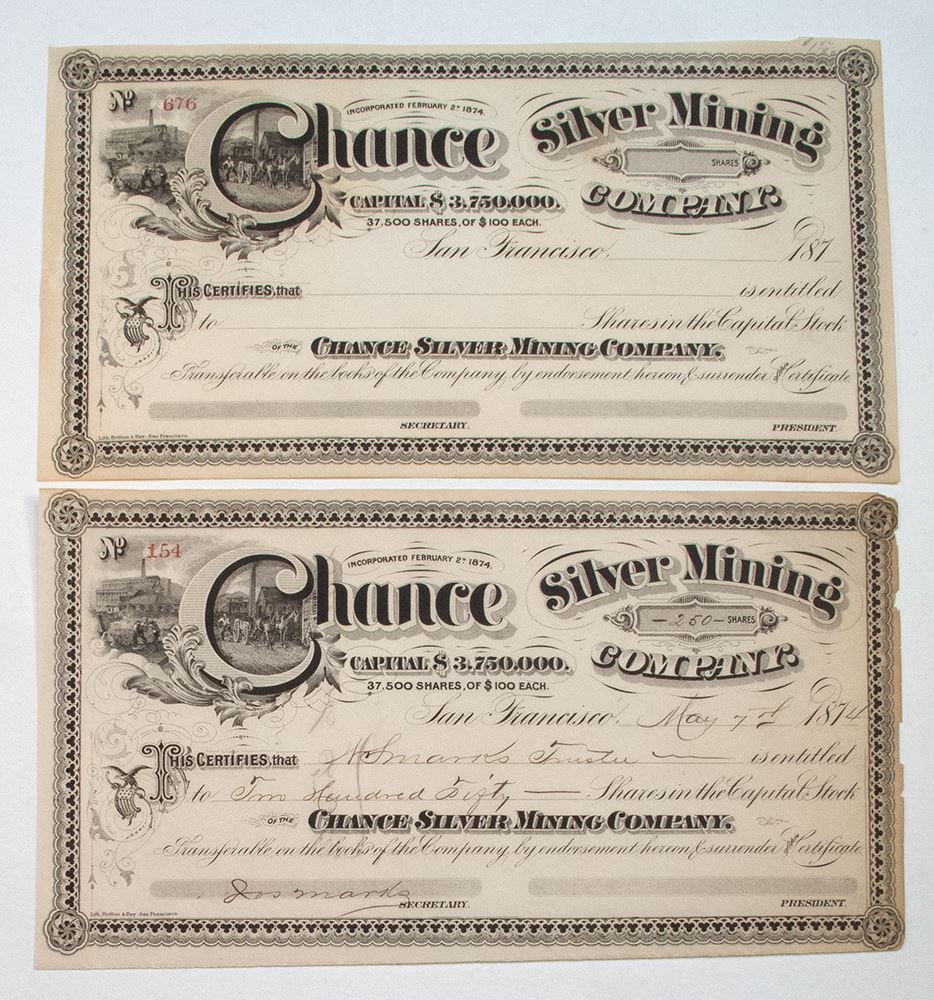 Nº 676
INCORPORATED FEBRUARY 2ND 1874.
Chance Silver Mining
SHARES
COMPANY.
CAPITAL $ 3.750.000.
37.500 SHARES, OF $ 100 EACH.
San Francisco, 187
THIS CERTIFIES, that is entitled
to Shares in the Capital Stock
OF THE CHANCE SILVER MINING COMPANY.
Transferable on the books of the Company, by endorsement hereon & surrender of this Certificate
SECRETARY. PRESIDENT.
Lith. Britton & Rey. San Francisco.
Nº 154
INCORPORATED FEBRUARY 2ND 1874.
Chance Silver Mining
— 250 — SHARES
COMPANY.
CAPITAL $ 3.750.000.
37.500 SHARES, OF $ 100 EACH.
San Francisco, May 7th 1874
THIS CERTIFIES, that Marks Trustee — is entitled
to Two Hundred Fifty — Shares in the Capital Stock
OF THE CHANCE SILVER MINING COMPANY.
Transferable on the books of the Company, by endorsement hereon & surrender of this Certificate
Jos Marks
SECRETARY. PRESIDENT.
Lith. Britton & Rey. San Francisco.